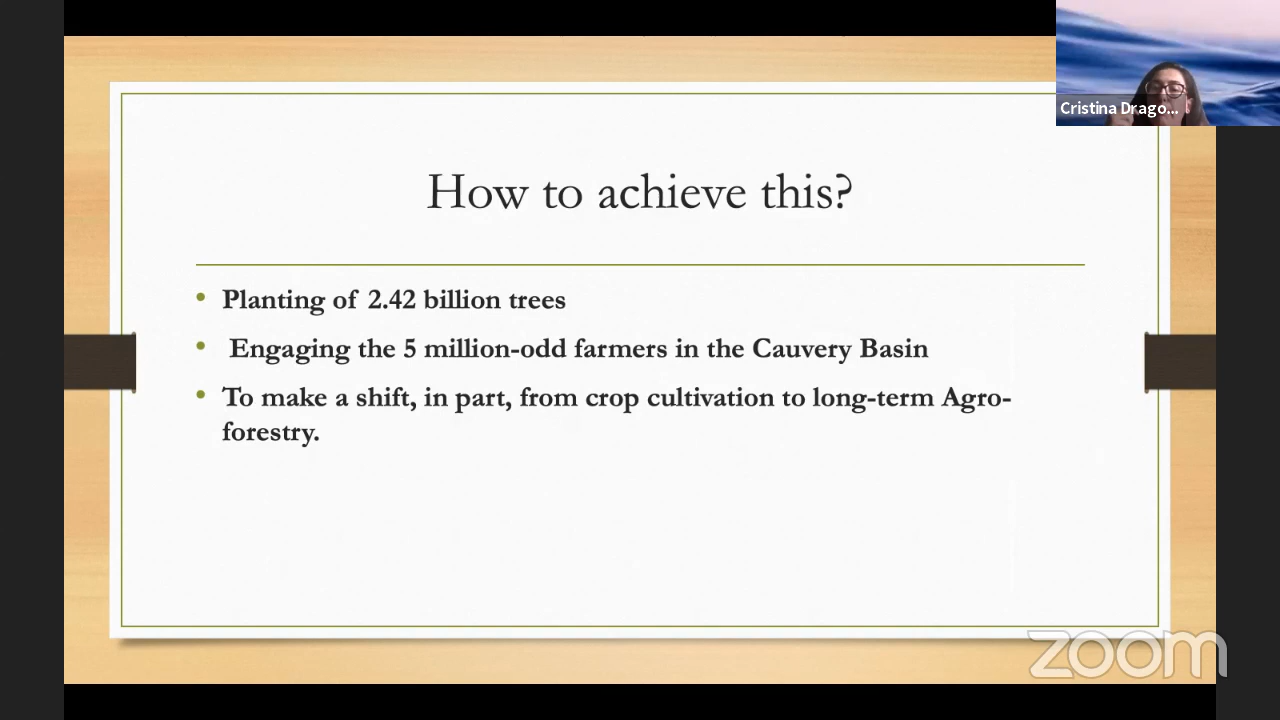 Cristina Drago...
How to achieve this?
• Planting of 2.42 billion trees
• Engaging the 5 million-odd farmers in the Cauvery Basin
• To make a shift, in part, from crop cultivation to long-term Agro-
forestry.
zoom